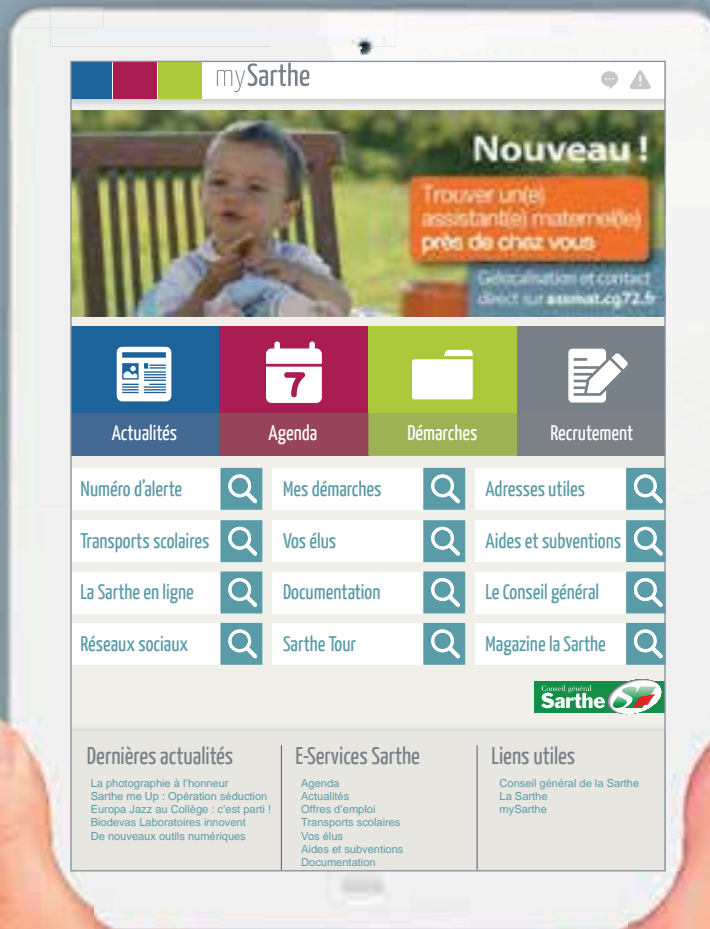 mySarthe
Nouveau !
Trouver un(e)
assistant(e) maternel(le)
près de chez vous
Géolocalisation et contact
direct sur assmat.cg72.fr
7
Actualités
Agenda
Démarches
Recrutement
Numéro d'alerte
Mes démarches
Adresses utiles
Transports scolaires
Vos élus
Aides et subventions
La Sarthe en ligne
Documentation
Le Conseil général
Réseaux sociaux
Sarthe Tour
Magazine la Sarthe
Conseil général
Sarthe
Dernières actualités
La photographie à l'honneur
Sarthe me Up : Opération séduction
Europa Jazz au Collège : c'est parti !
Biodevas Laboratoires innovent
De nouveaux outils numériques
E-Services Sarthe
Agenda
Actualités
Offres d'emploi
Transports scolaires
Vos élus
Aides et subventions
Documentation
Liens utiles
Conseil général de la Sarthe
La Sarthe
mySarthe